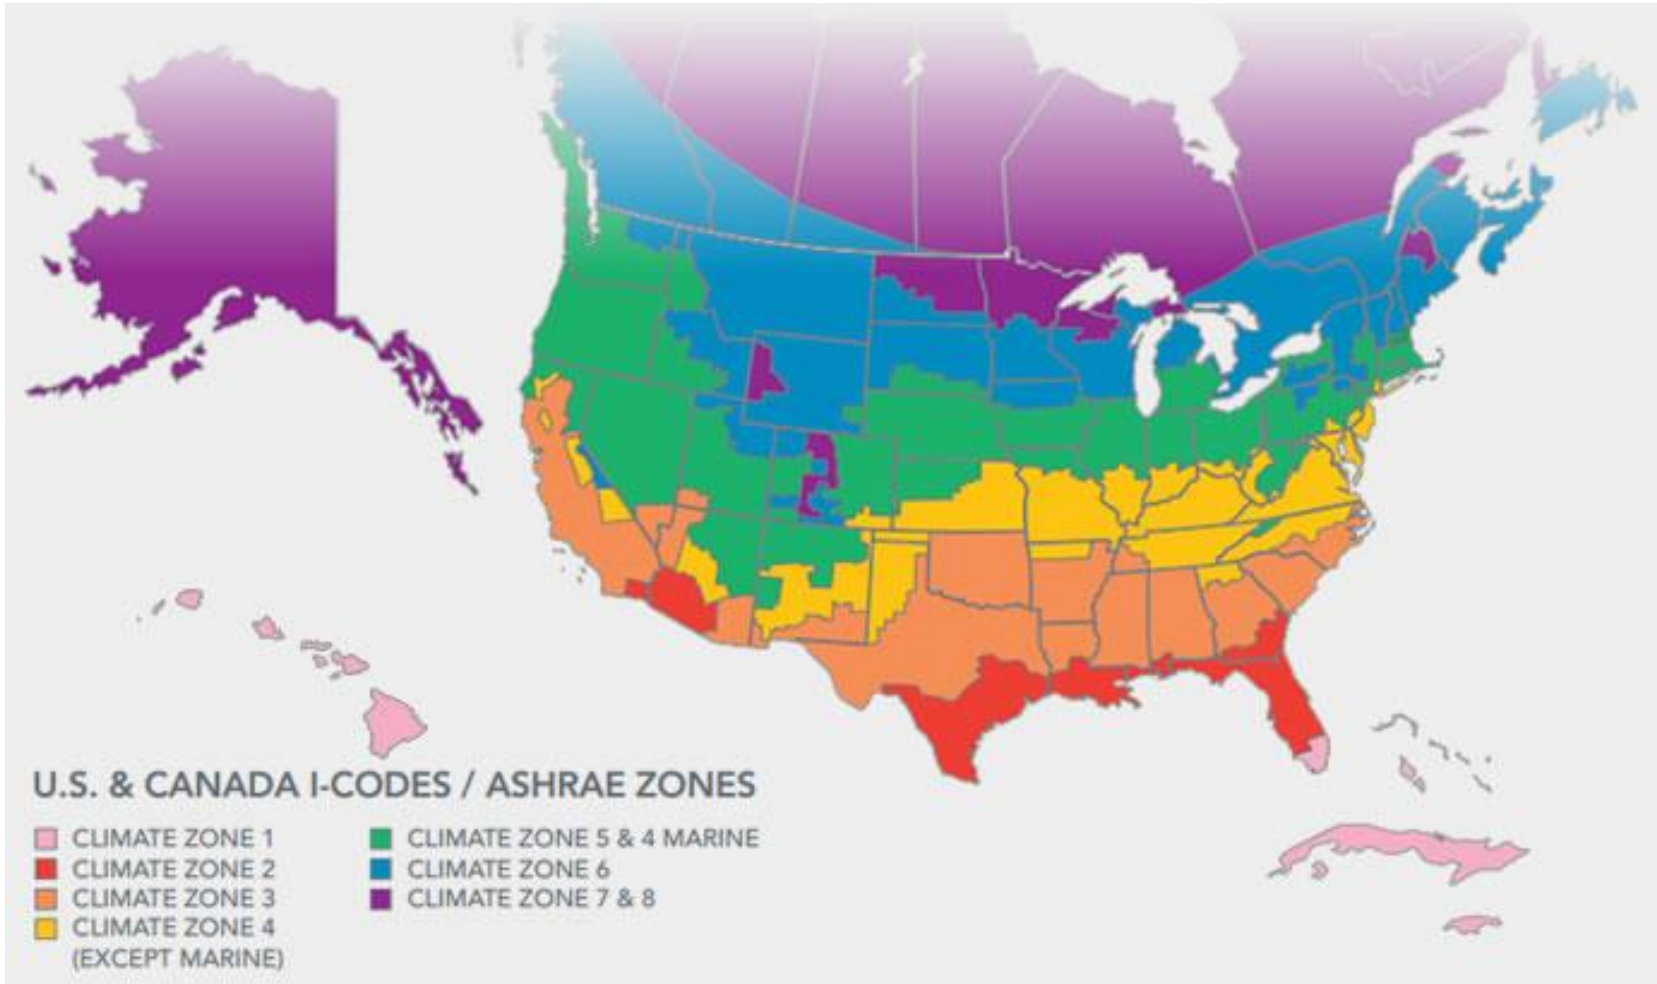 U.S. & CANADA I-CODES / ASHRAE ZONES
CLIMATE ZONE 1
CLIMATE ZONE 2
CLIMATE ZONE 3
CLIMATE ZONE 4
(EXCEPT MARINE)
CLIMATE ZONE 5 & 4 MARINE
CLIMATE ZONE 6
CLIMATE ZONE 7 & 8